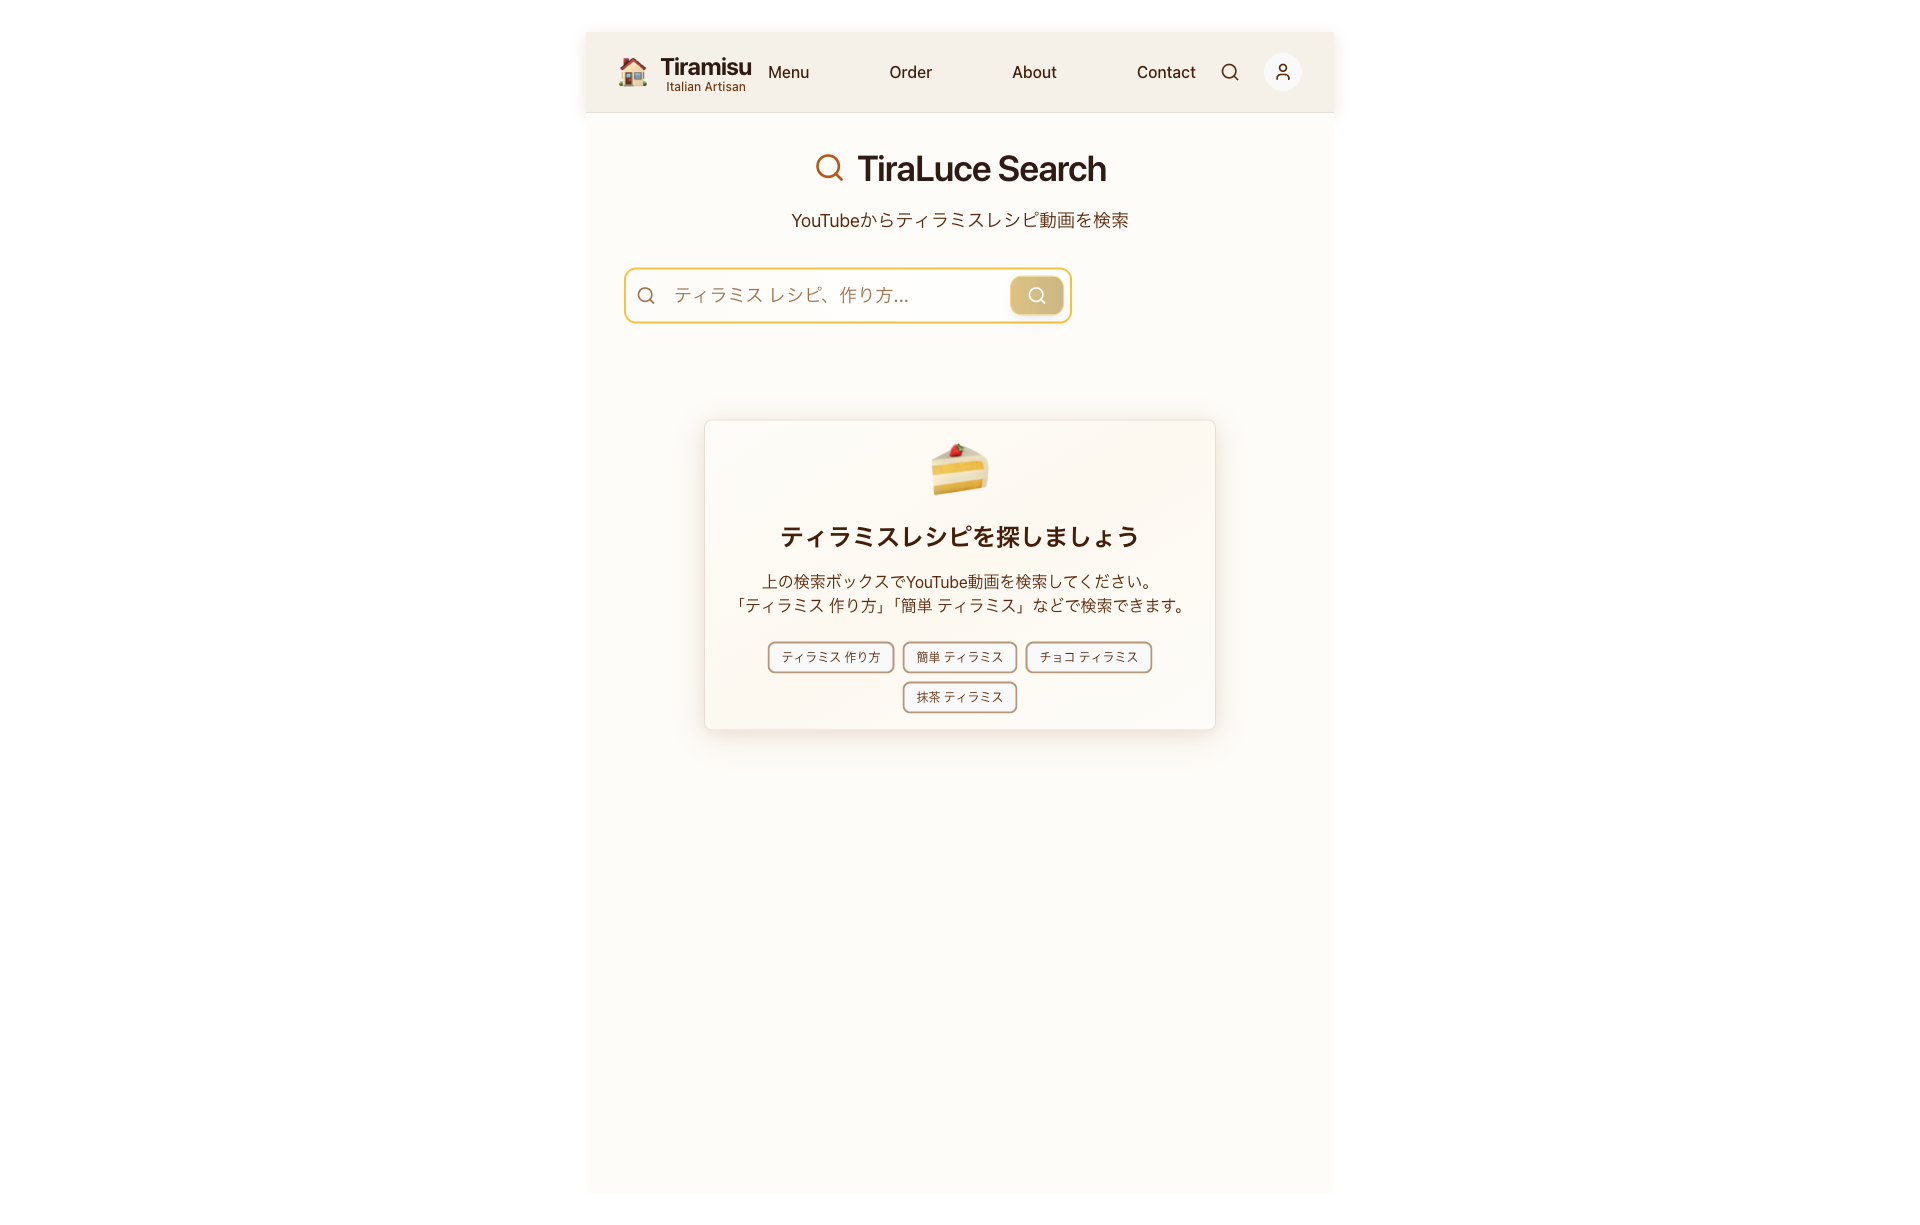 Tiramisu
Italian Artisan
Menu
Order
About
Contact
TiraLuce Search
YouTubeからティラミスレシピ動画を検索
ティラミス レシピ、作り方...
ティラミスレシピを探しましょう
上の検索ボックスでYouTube動画を検索してください。
「ティラミス 作り方」「簡単 ティラミス」などで検索できます。
ティラミス 作り方
簡単 ティラミス
チョコ ティラミス
抹茶 ティラミス